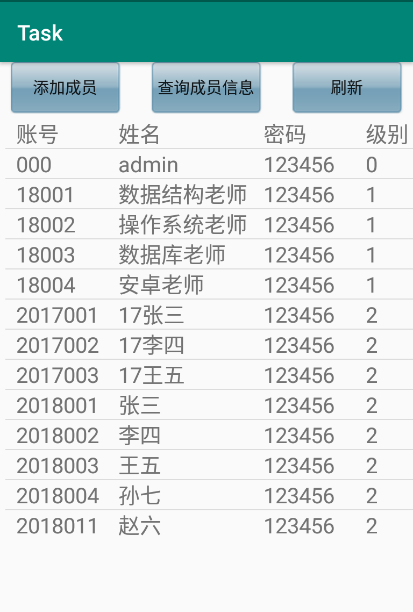 Task
添加成员 查询成员信息 刷新
账号 姓名 密码 级别
000 admin 123456 0
18001 数据结构老师 123456 1
18002 操作系统老师 123456 1
18003 数据库老师 123456 1
18004 安卓老师 123456 1
2017001 17张三 123456 2
2017002 17李四 123456 2
2017003 17王五 123456 2
2018001 张三 123456 2
2018002 李四 123456 2
2018003 王五 123456 2
2018004 孙七 123456 2
2018011 赵六 123456 2